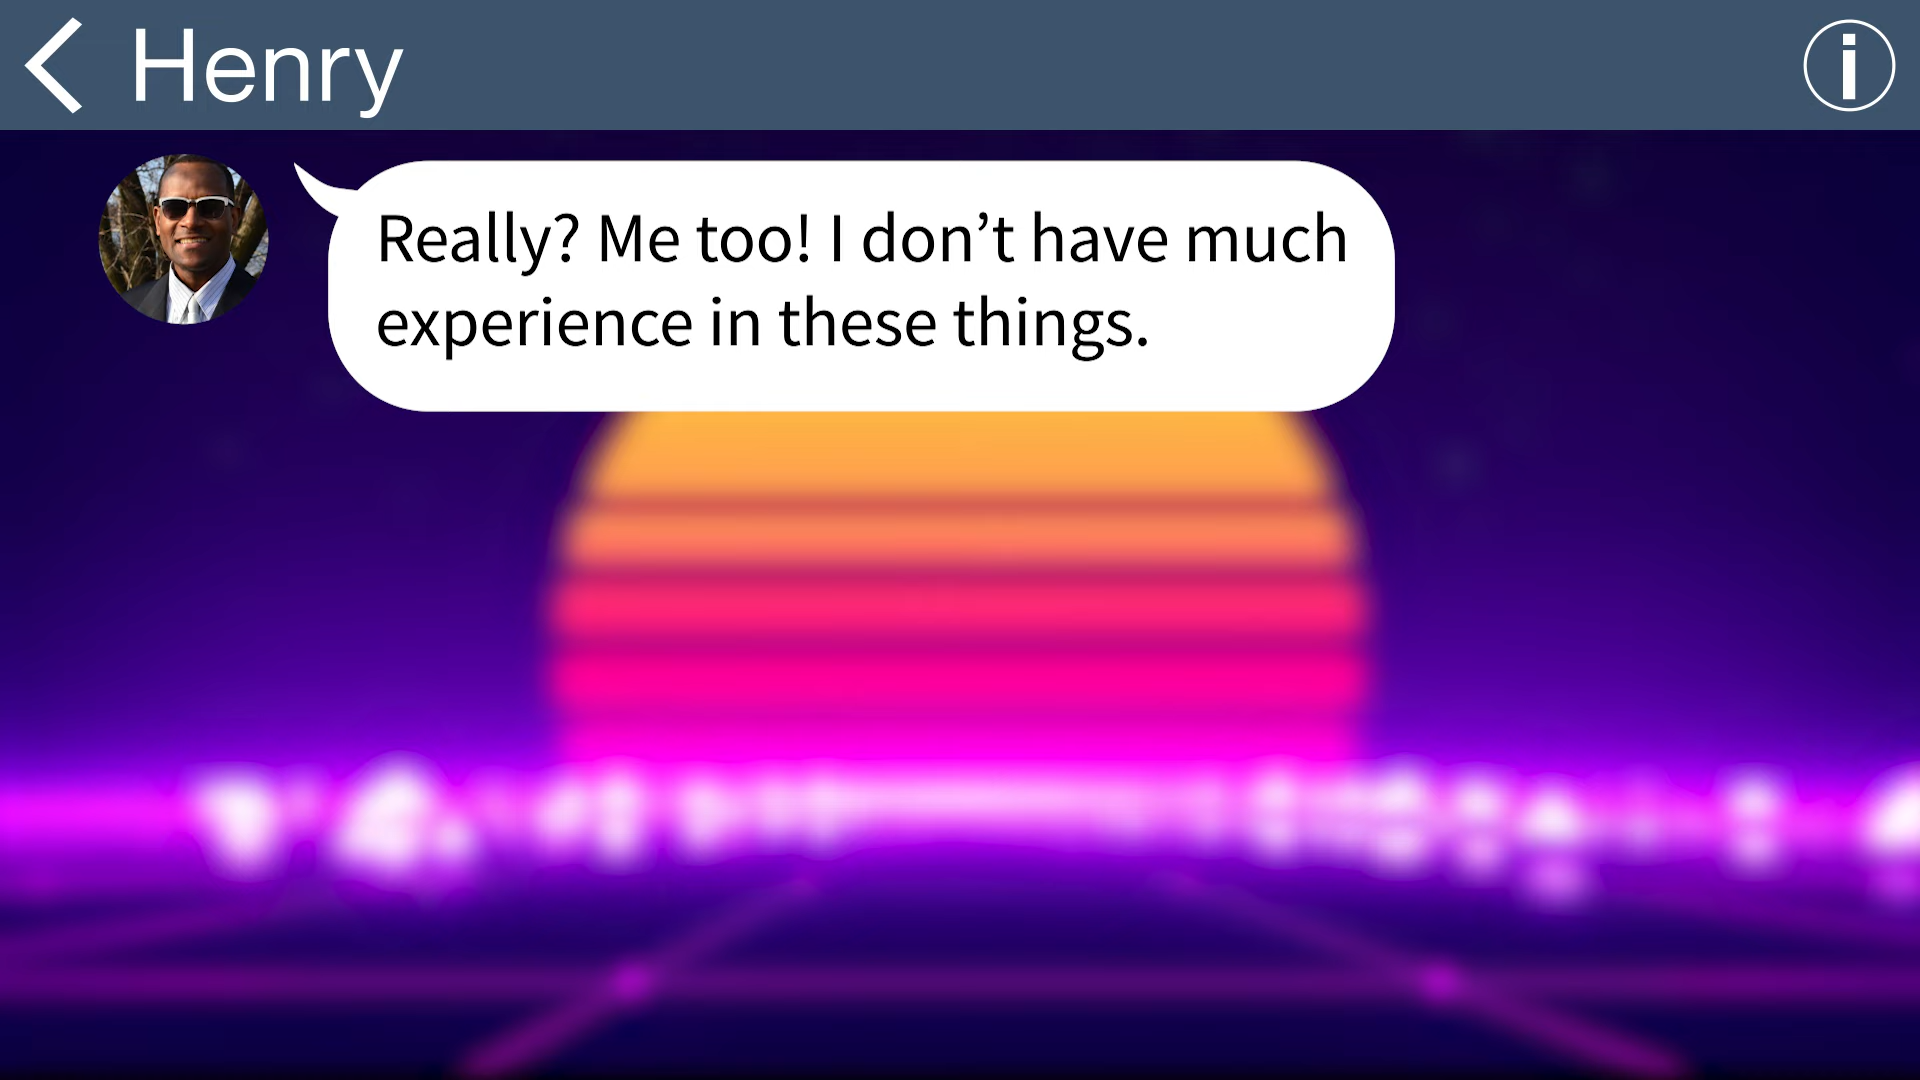 Henry
Really? Me too! I don’t have much
experience in these things.